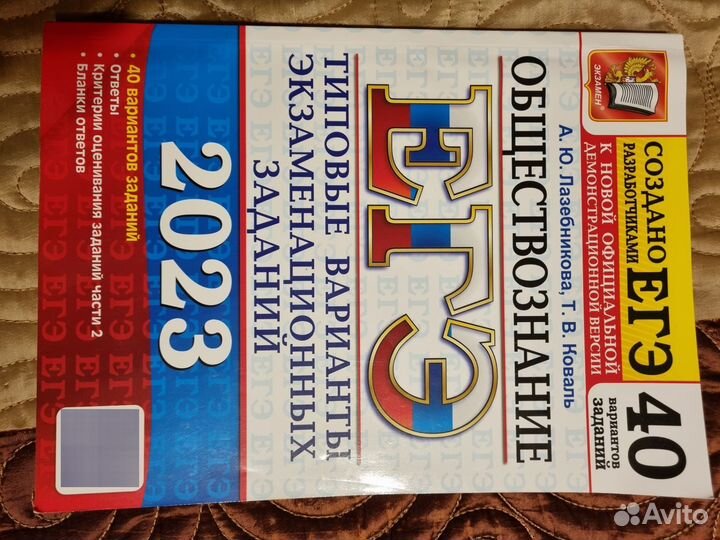 ЭКЗАМЕН
СОЗДАНО
РАЗРАБОТЧИКАМИ
ЕГЭ
К НОВОЙ ОФИЦИАЛЬНОЙ
ДЕМОНСТРАЦИОННОЙ ВЕРСИИ
40
вариантов
заданий
А. Ю. Лазебникова, Т. В. Коваль
ОБЩЕСТВОЗНАНИЕ
ЕГЭ
ТИПОВЫЕ ВАРИАНТЫ
ЭКЗАМЕНАЦИОННЫХ
ЗАДАНИЙ
2023
• 40 вариантов заданий
• Ответы
• Критерии оценивания заданий части 2
• Бланки ответов
Avito